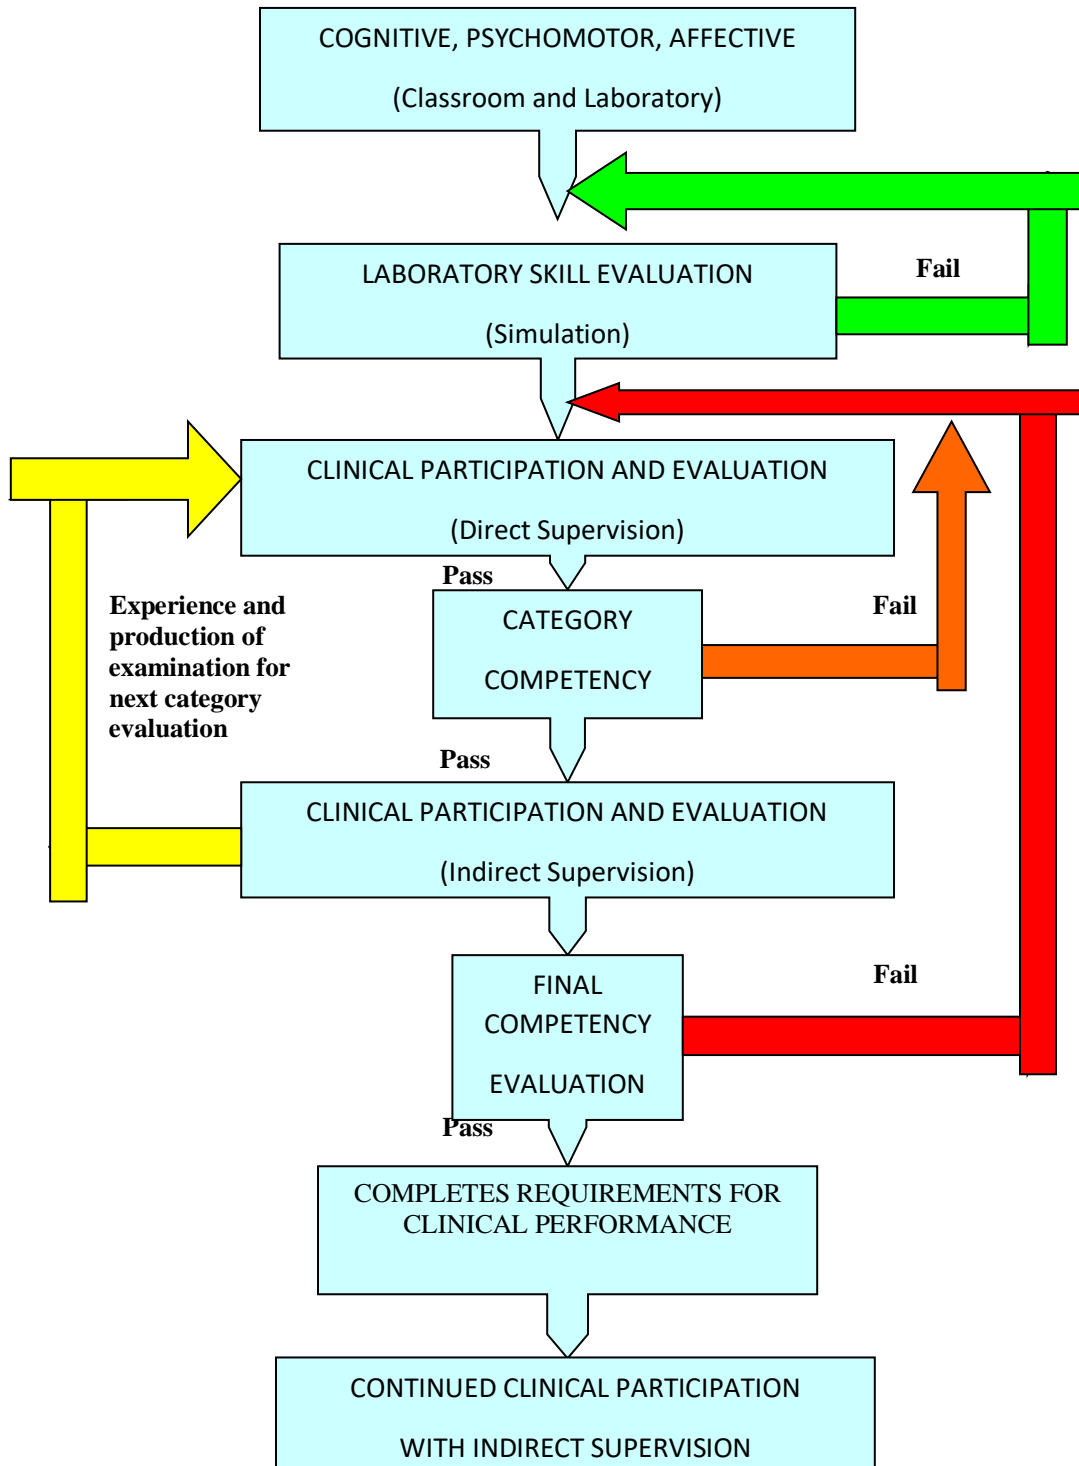 COGNITIVE, PSYCHOMOTOR, AFFECTIVE
(Classroom and Laboratory)
LABORATORY SKILL EVALUATION
(Simulation)
Fail
CLINICAL PARTICIPATION AND EVALUATION
(Direct Supervision)
Pass
Experience and
production of
examination for
next category
evaluation
CATEGORY
COMPETENCY
Fail
Pass
CLINICAL PARTICIPATION AND EVALUATION
(Indirect Supervision)
FINAL
COMPETENCY
EVALUATION
Fail
Pass
COMPLETES REQUIREMENTS FOR
CLINICAL PERFORMANCE
CONTINUED CLINICAL PARTICIPATION
WITH INDIRECT SUPERVISION